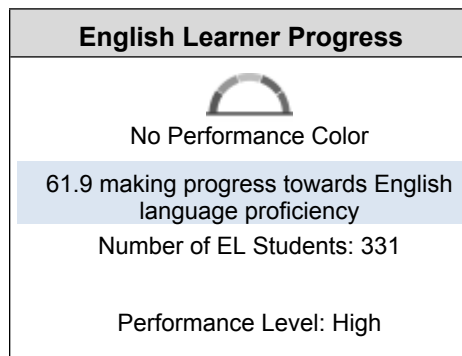 English Learner Progress
No Performance Color
61.9 making progress towards English
language proficiency
Number of EL Students: 331
Performance Level: High